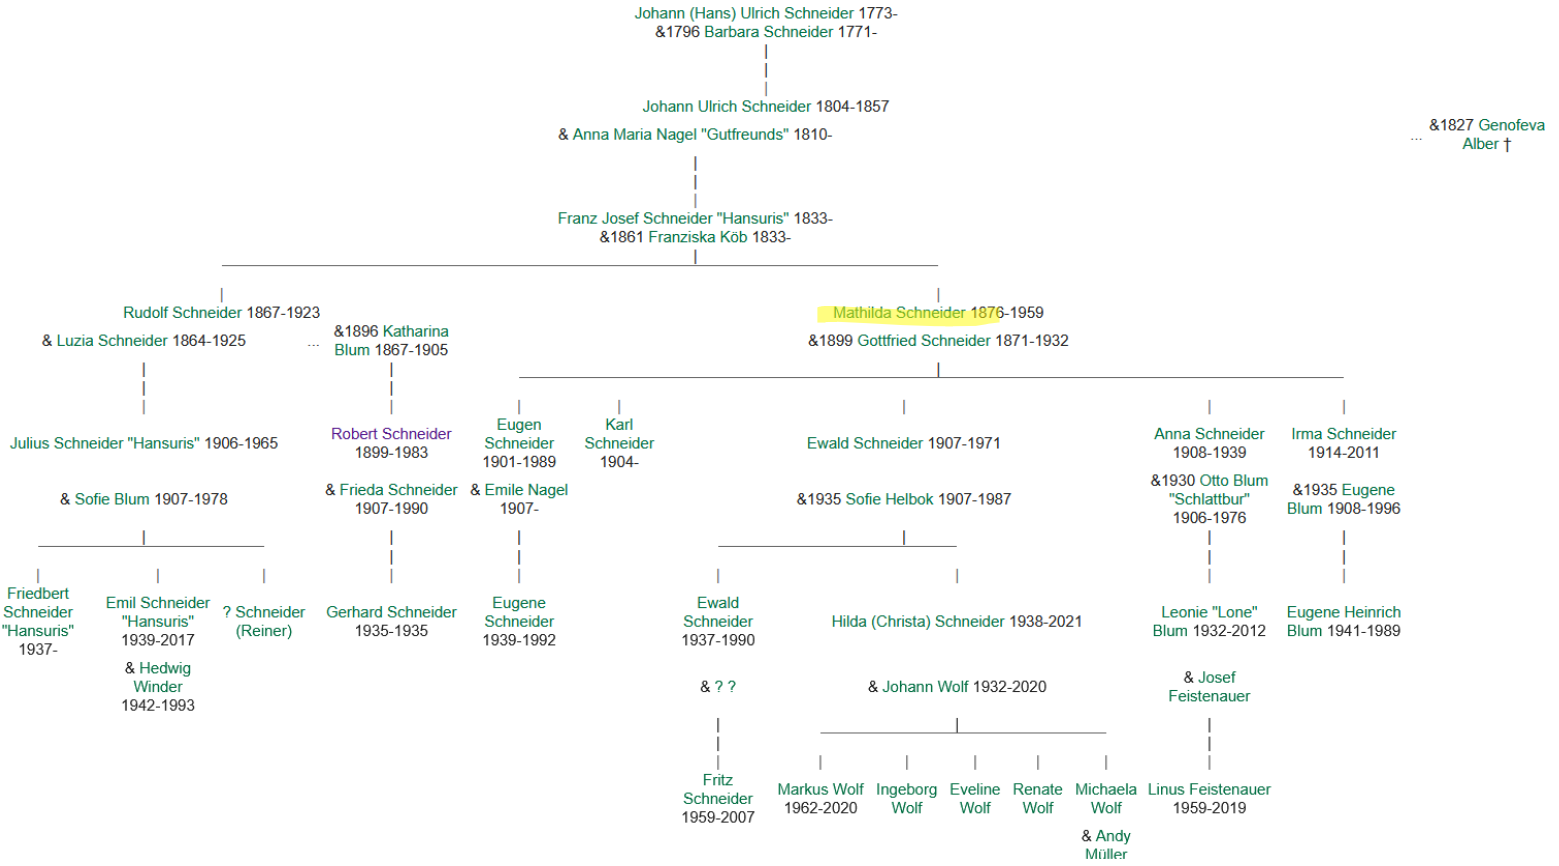 Johann (Hans) Ulrich Schneider 1773-
&1796 Barbara Schneider 1771-
Johann Ulrich Schneider 1804-1857
& Anna Maria Nagel "Gutfreunds" 1810-
... &1827 Genofeva
Alber †
Franz Josef Schneider "Hansuris" 1833-
&1861 Franziska Köb 1833-
Rudolf Schneider 1867-1923
& Luzia Schneider 1864-1925
... &1896 Katharina
Blum 1867-1905
Mathilda Schneider 1876-1959
&1899 Gottfried Schneider 1871-1932
Julius Schneider "Hansuris" 1906-1965
& Sofie Blum 1907-1978
Robert Schneider
1899-1983
& Frieda Schneider
1907-1990
Eugen
Schneider
1901-1989
& Emile Nagel
1907-
Karl
Schneider
1904-
Ewald Schneider 1907-1971
&1935 Sofie Helbok 1907-1987
Anna Schneider
1908-1939
&1930 Otto Blum
"Schlattbur"
1906-1976
Irma Schneider
1914-2011
&1935 Eugene
Blum 1908-1996
Friedbert
Schneider
"Hansuris"
1937-
Emil Schneider
"Hansuris"
1939-2017
& Hedwig
Winder
1942-1993
? Schneider
(Reiner)
Gerhard Schneider
1935-1935
Eugene
Schneider
1939-1992
Ewald
Schneider
1937-1990
& ? ?
Hilda (Christa) Schneider 1938-2021
& Johann Wolf 1932-2020
Leonie "Lone"
Blum 1932-2012
& Josef
Feistenauer
Eugene Heinrich
Blum 1941-1989
Fritz
Schneider
1959-2007
Markus Wolf
1962-2020
Ingeborg
Wolf
Eveline
Wolf
Renate
Wolf
Michaela
Wolf
& Andy
Müller
Linus Feistenauer
1959-2019